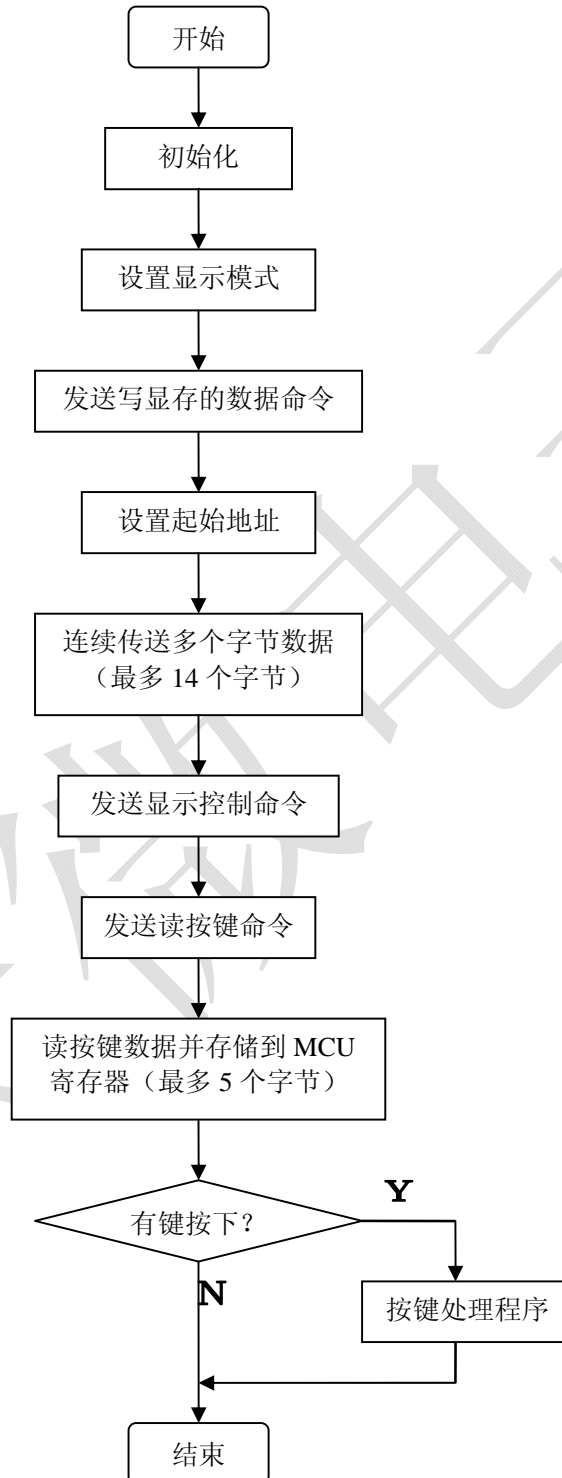 开始
初始化
设置显示模式
发送写显存的数据命令
设置起始地址
连续传送多个字节数据
（最多 14 个字节）
发送显示控制命令
发送读按键命令
读按键数据并存储到 MCU
寄存器（最多 5 个字节）
有键按下？
Y
N
按键处理程序
结束